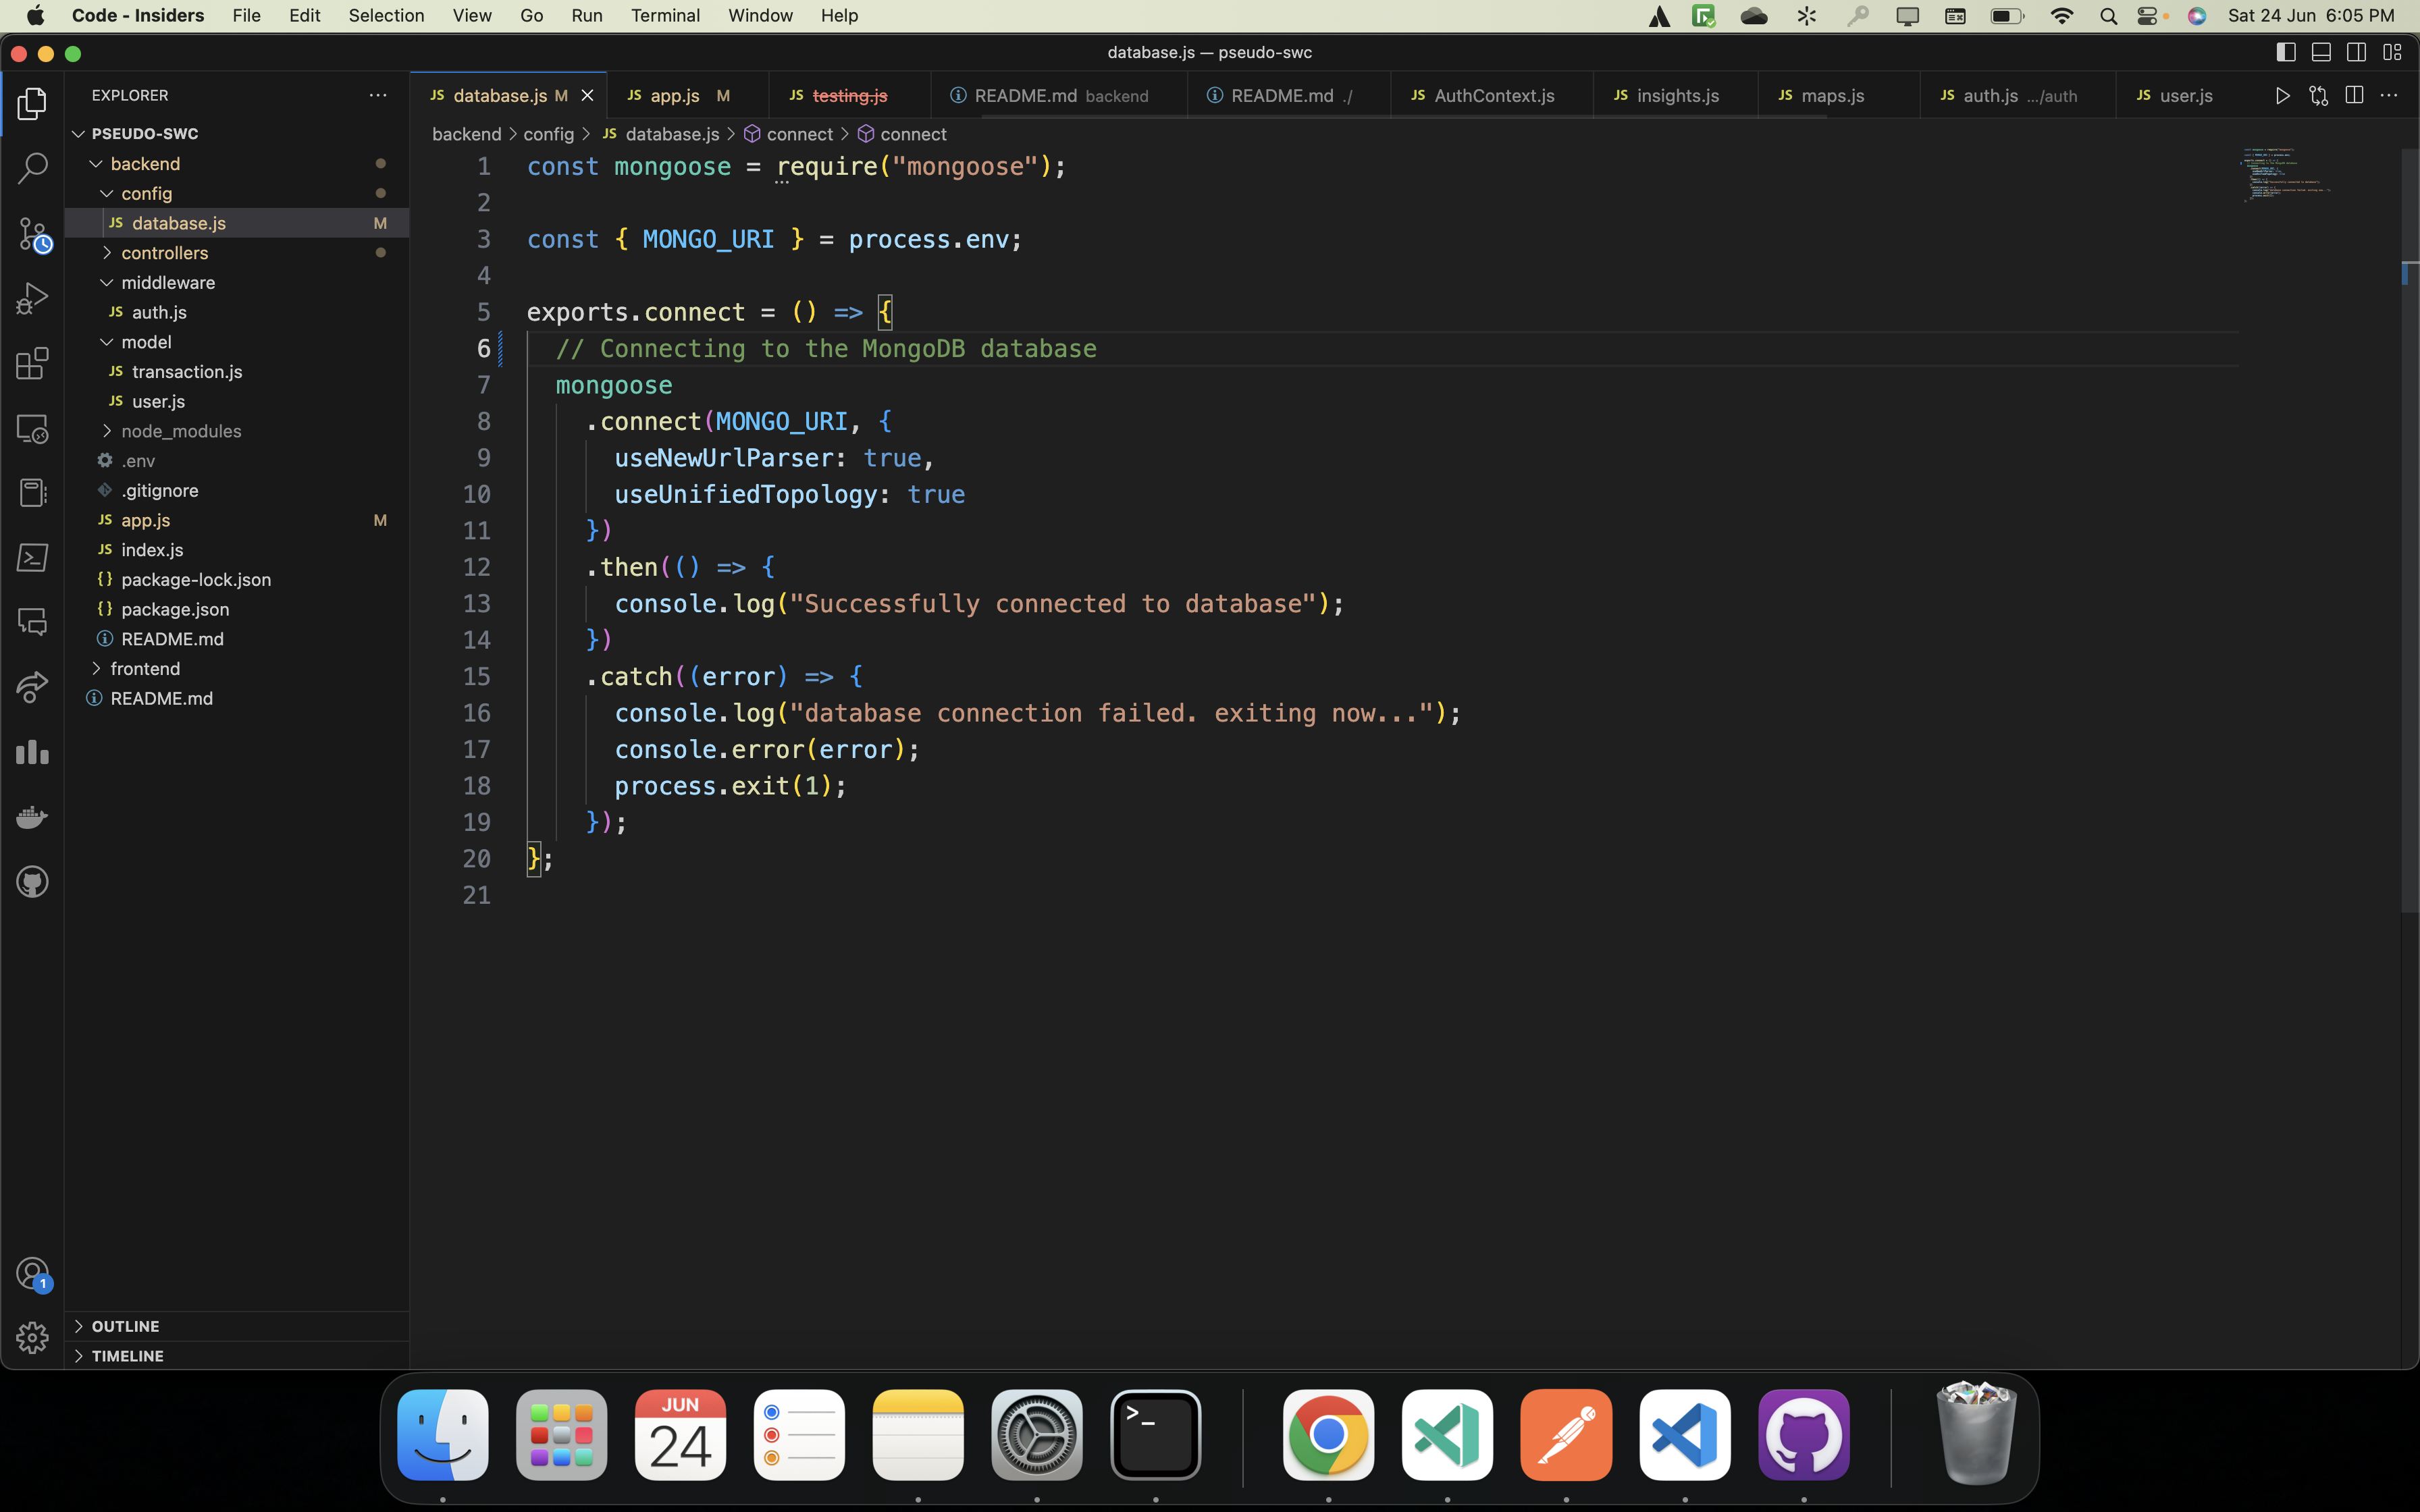 Code - Insiders File Edit Selection View Go Run Terminal Window Help Sat 24 Jun 6:05 PM
database.js — pseudo-swc
EXPLORER
PSEUDO-SWC
backend
config
JS database.js M
controllers
middleware
JS auth.js
model
JS transaction.js
JS user.js
node_modules
.env
.gitignore
JS app.js M
JS index.js
{} package-lock.json
{} package.json
README.md
frontend
README.md
OUTLINE
TIMELINE
1
JS database.js M JS app.js M JS testing.js README.md backend README.md ./ JS AuthContext.js JS insights.js JS maps.js JS auth.js .../auth JS user.js
backend > config > JS database.js > connect > connect
1 const mongoose = require("mongoose");
2
3 const { MONGO_URI } = process.env;
4
5 exports.connect = () => {
6 // Connecting to the MongoDB database
7 mongoose
8 .connect(MONGO_URI, {
9 useNewUrlParser: true,
10 useUnifiedTopology: true
11 })
12 .then(() => {
13 console.log("Successfully connected to database");
14 })
15 .catch((error) => {
16 console.log("database connection failed. exiting now...");
17 console.error(error);
18 process.exit(1);
19 });
20 };
21
JUN
24